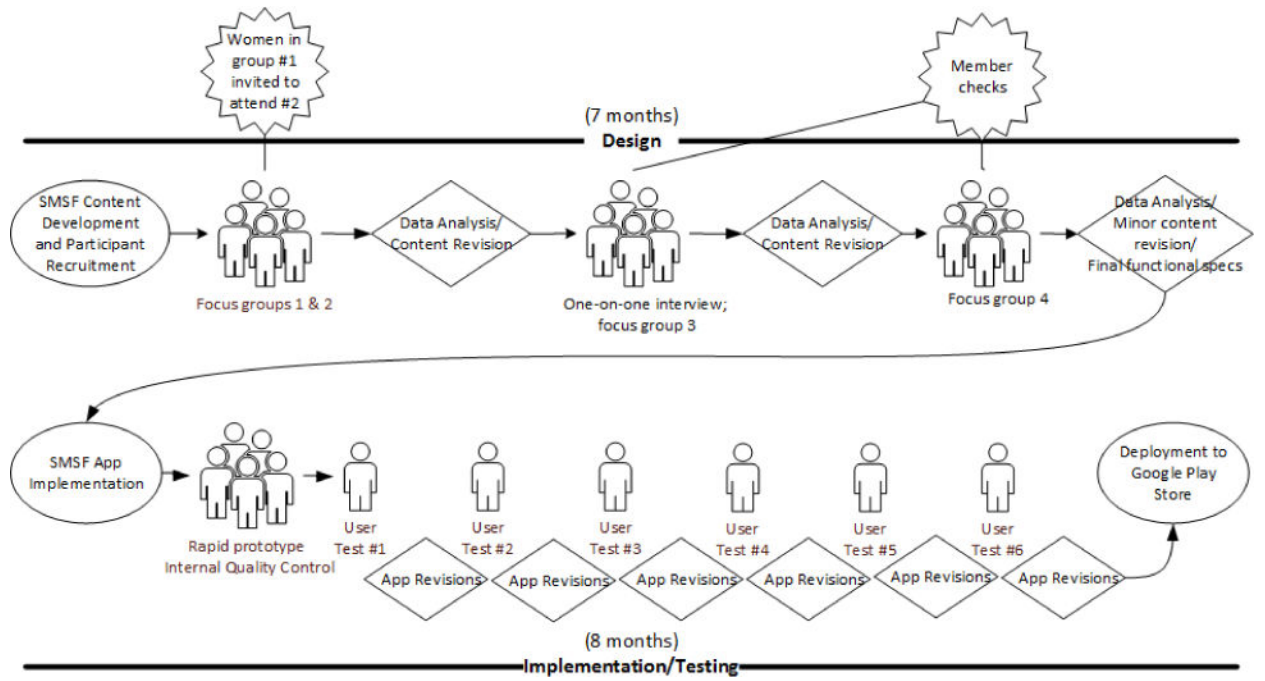 Women in
group #1
invited to
attend #2
Member
checks
(7 months)
Design
SMSF Content
Development
and Participant
Recruitment
Focus groups 1 & 2
Data Analysis/
Content Revision
One-on-one interview;
focus group 3
Data Analysis/
Content Revision
Focus group 4
Data Analysis/
Minor content
revision/
Final functional specs
SMSF App
Implementation
Rapid prototype
Internal Quality Control
User
Test #1
User
Test #2
User
Test #3
User
Test #4
User
Test #5
User
Test #6
App Revisions
App Revisions
App Revisions
App Revisions
App Revisions
App Revisions
Deployment to
Google Play
Store
(8 months)
Implementation/Testing